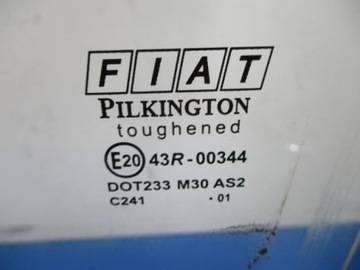 FIAT
PILKINGTON
toughened
E20 43R-00344
DOT233 M30 AS2
C241 · 01